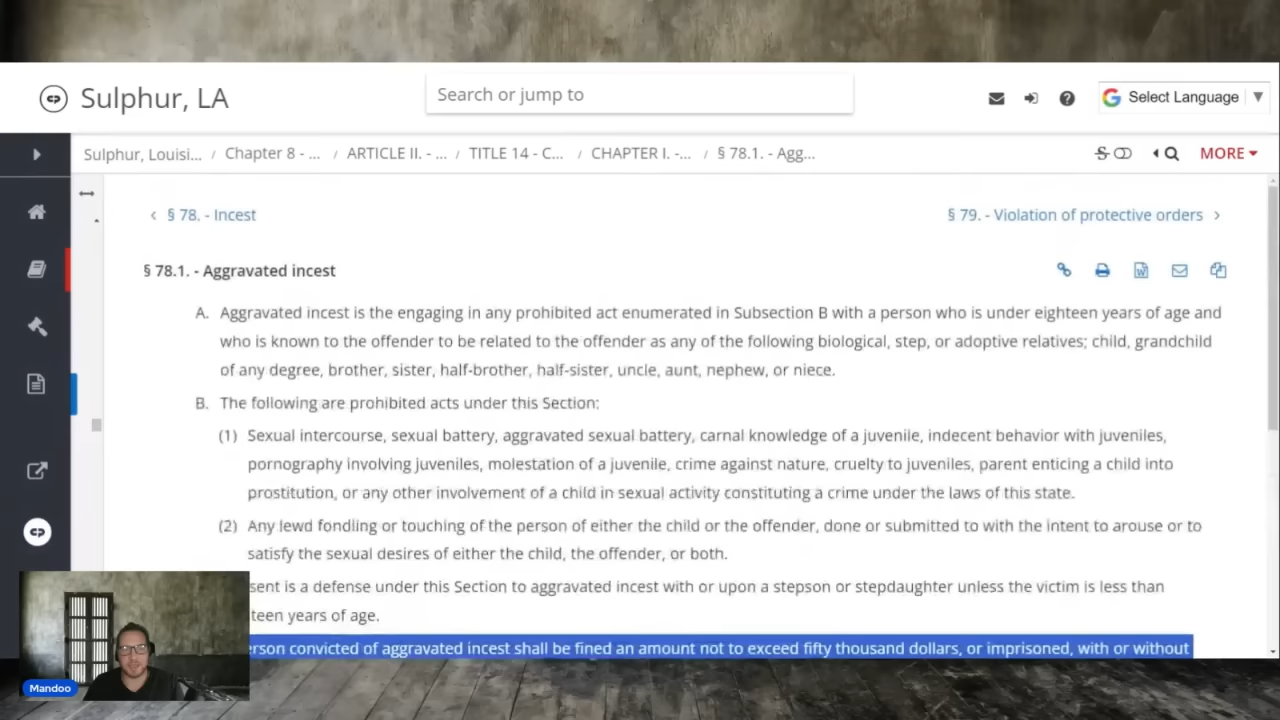 Sulphur, LA
Search or jump to
Select Language
Sulphur, Louisi... / Chapter 8 - ... / ARTICLE II. - ... / TITLE 14 - C... / CHAPTER I. -... / § 78.1. - Agg...
MORE
§ 78. - Incest
§ 79. - Violation of protective orders
§ 78.1. - Aggravated incest
A. Aggravated incest is the engaging in any prohibited act enumerated in Subsection B with a person who is under eighteen years of age and
who is known to the offender to be related to the offender as any of the following biological, step, or adoptive relatives; child, grandchild
of any degree, brother, sister, half-brother, half-sister, uncle, aunt, nephew, or niece.
B. The following are prohibited acts under this Section:
(1) Sexual intercourse, sexual battery, aggravated sexual battery, carnal knowledge of a juvenile, indecent behavior with juveniles,
pornography involving juveniles, molestation of a juvenile, crime against nature, cruelty to juveniles, parent enticing a child into
prostitution, or any other involvement of a child in sexual activity constituting a crime under the laws of this state.
(2) Any lewd fondling or touching of the person of either the child or the offender, done or submitted to with the intent to arouse or to
satisfy the sexual desires of either the child, the offender, or both.
sent is a defense under this Section to aggravated incest with or upon a stepson or stepdaughter unless the victim is less than
teen years of age.
erson convicted of aggravated incest shall be fined an amount not to exceed fifty thousand dollars, or imprisoned, with or without
Mandoo